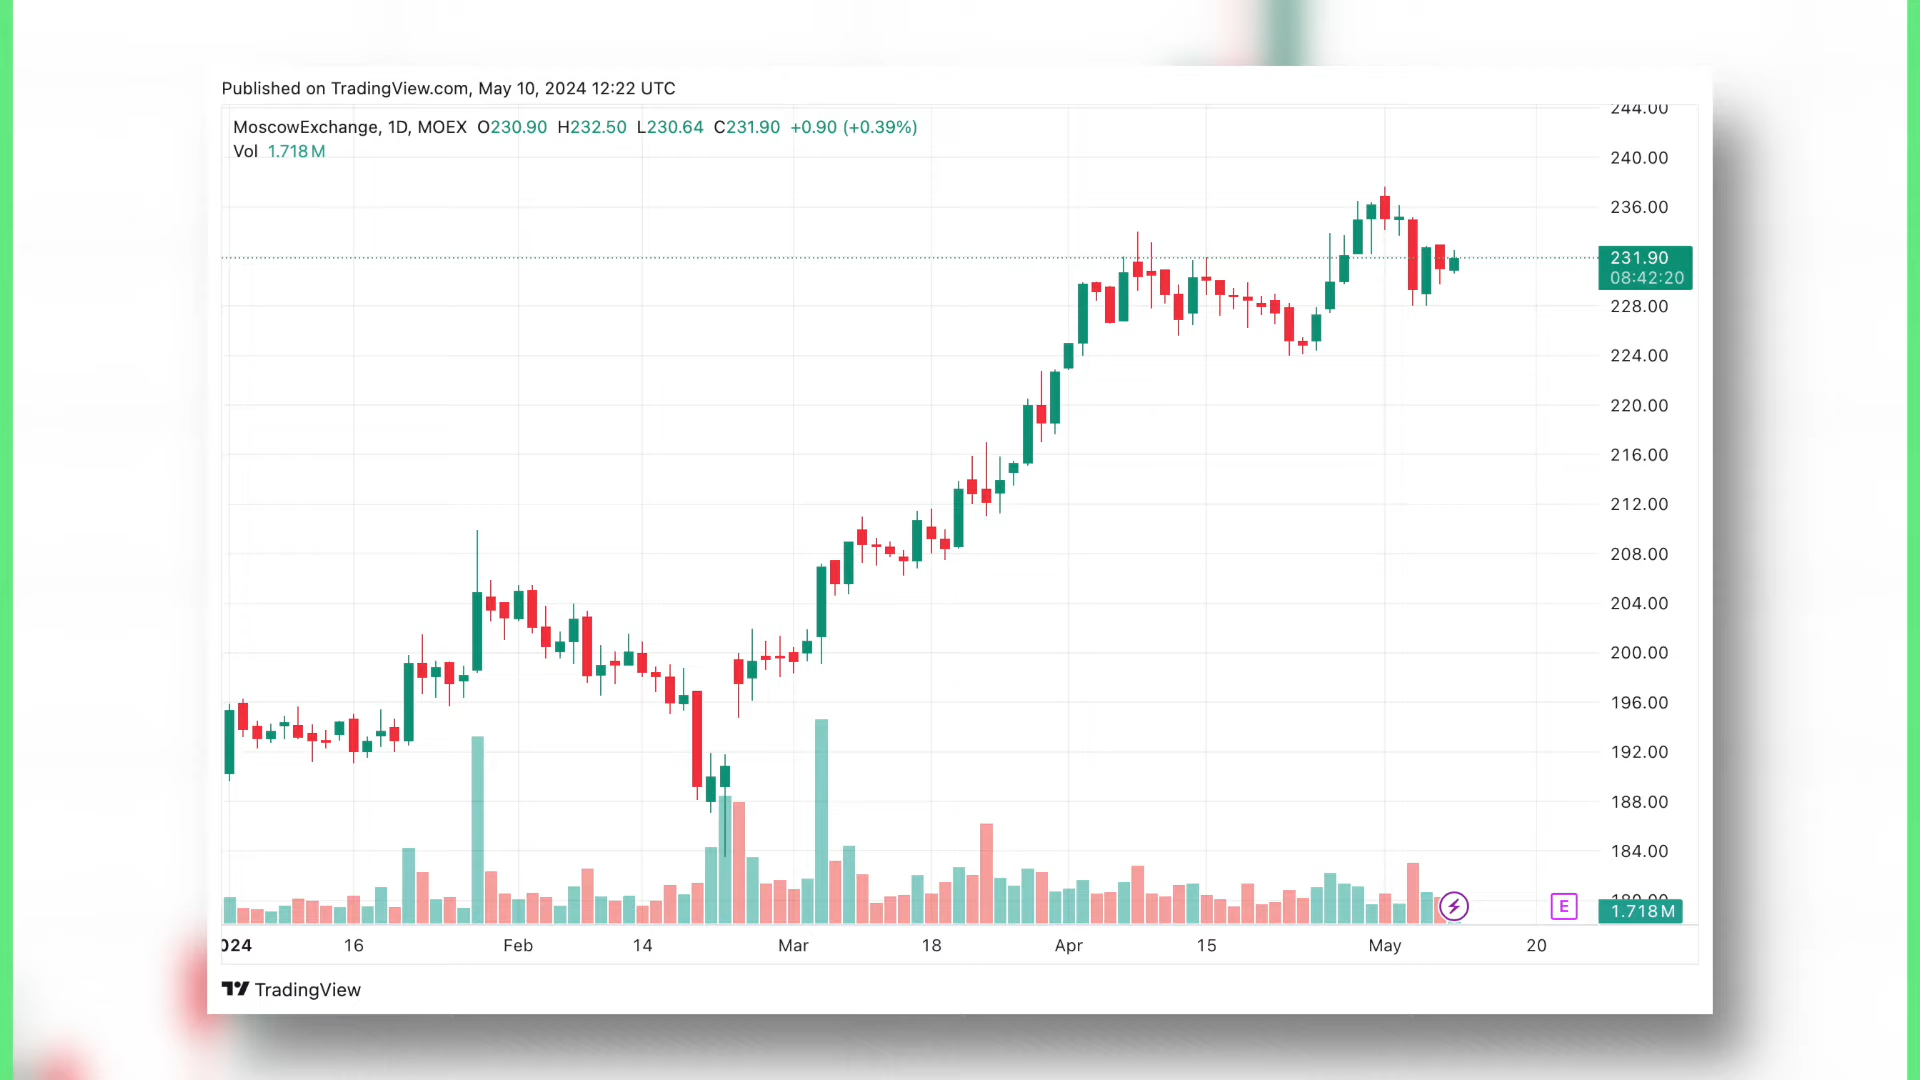 Published on TradingView.com, May 10, 2024 12:22 UTC
MoscowExchange, 1D, MOEX O230.90 H232.50 L230.64 C231.90 +0.90 (+0.39%)
Vol 1.718 M
244.00
240.00
236.00
231.90
08:42:20
228.00
224.00
220.00
216.00
212.00
208.00
204.00
200.00
196.00
192.00
188.00
184.00
E
1.718 M
024 16 Feb 14 Mar 18 Apr 15 May 20
TradingView